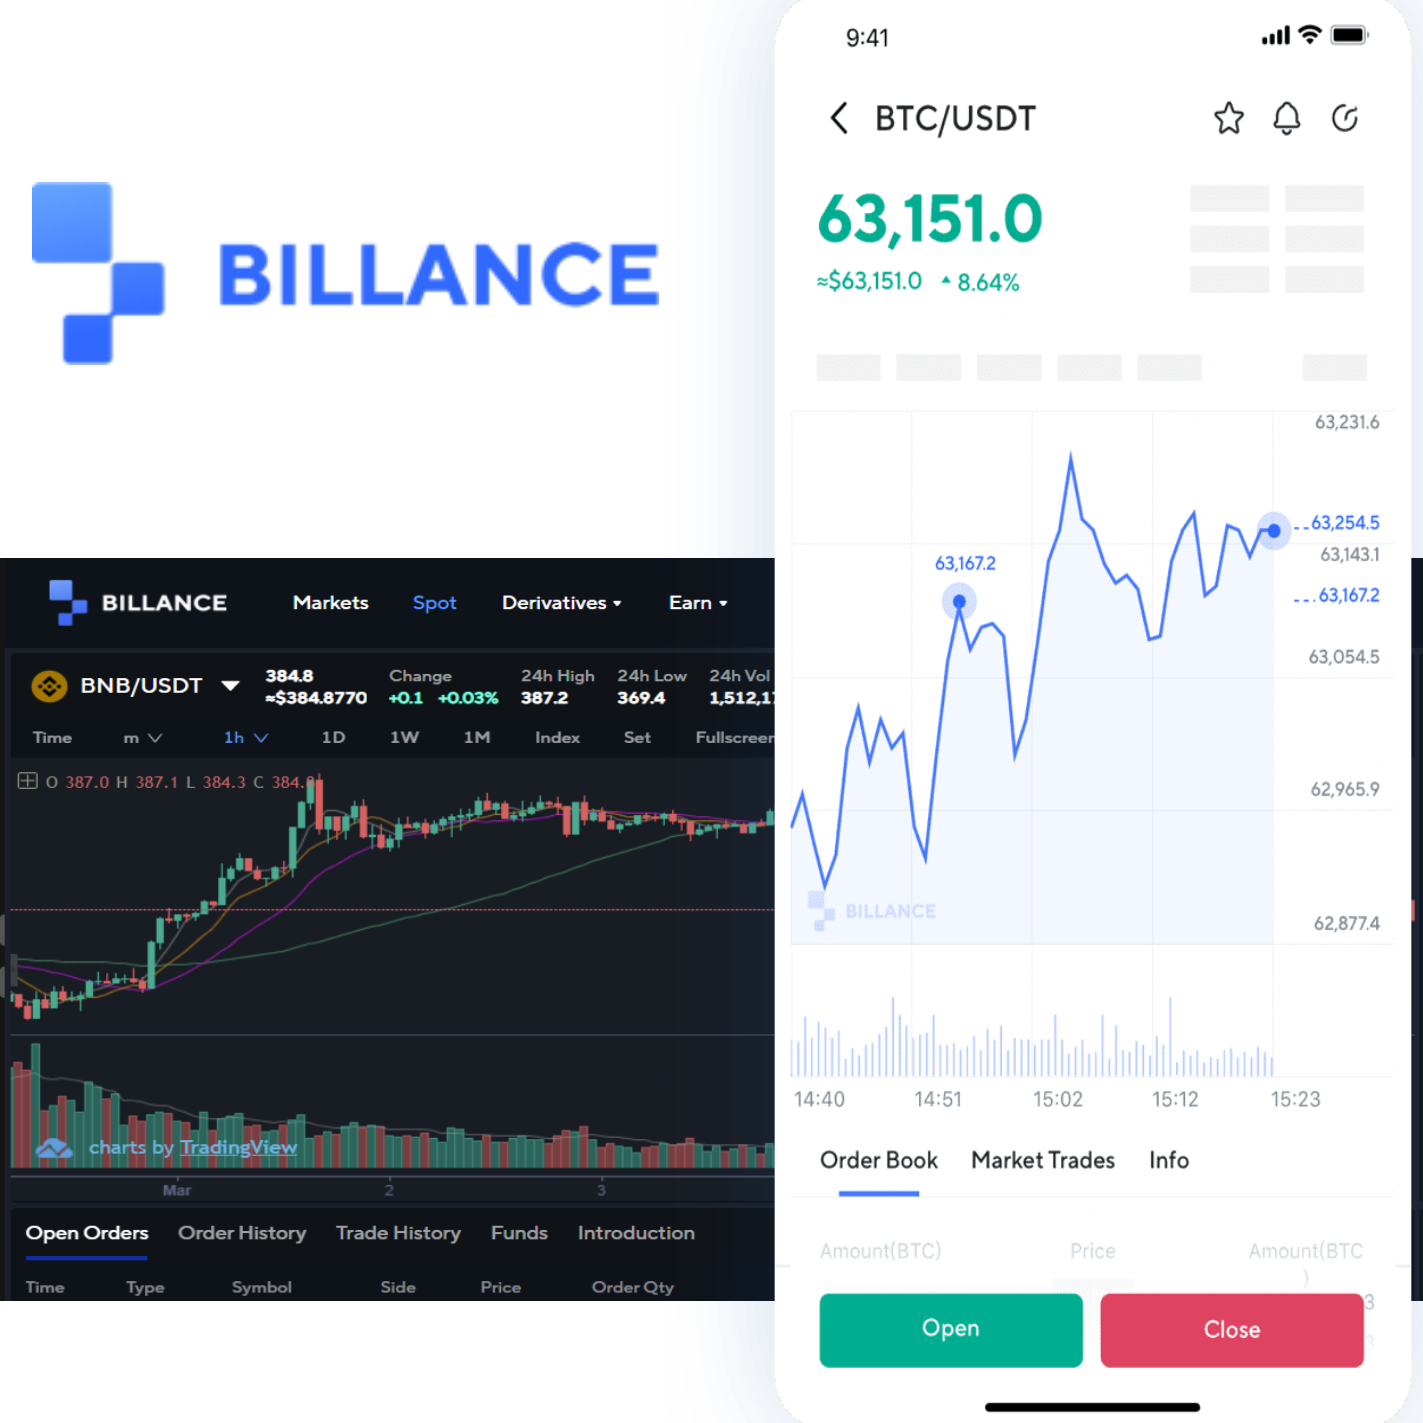 BILLANCE
BILLANCE Markets Spot Derivatives Earn
BNB/USDT
384.8
≈$384.8770
Change
+0.1 +0.03%
24h High
387.2
24h Low
369.4
24h Vol
Time m 1h 1D 1W 1M Index Set Fullscreen
O 387.0 H 387.1 L 384.3 C 384.8
charts by TradingView
Mar 2 3
Open Orders Order History Trade History Funds Introduction
Time Type Symbol Side Price Order Qty
9:41
BTC/USDT
63,151.0
≈$63,151.0 8.64%
63,231.6
63,254.5
63,143.1
63,167.2
63,167.2
63,054.5
62,965.9
62,877.4
BILLANCE
14:40 14:51 15:02 15:12 15:23
Order Book Market Trades Info
Amount(BTC) Price Amount(BTC
)
3
3
Open Close